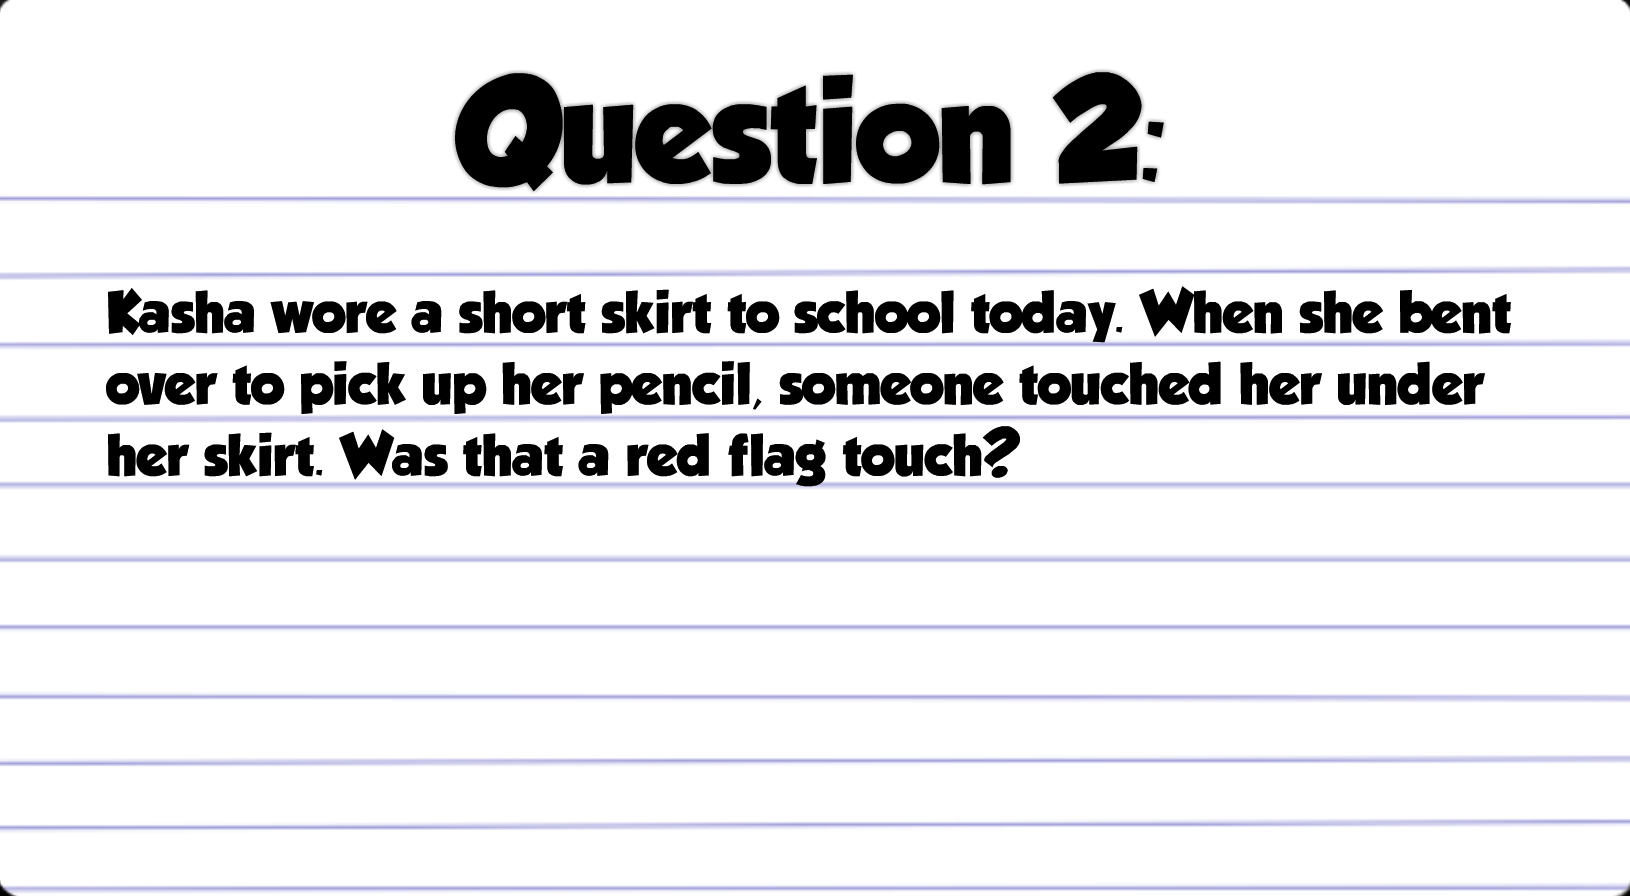 Question 2:
Kasha wore a short skirt to school today. When she bent
over to pick up her pencil, someone touched her under
her skirt. Was that a red flag touch?